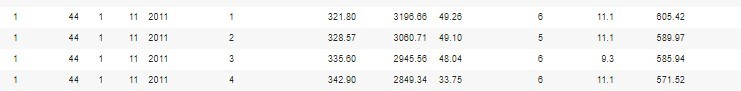 1 44 1 11 2011 1 321.80 3196.66 49.26 6 11.1 605.42
1 44 1 11 2011 2 328.57 3060.71 49.10 5 11.1 589.97
1 44 1 11 2011 3 335.60 2945.56 48.04 6 9.3 585.94
1 44 1 11 2011 4 342.90 2849.34 33.75 6 11.1 571.52